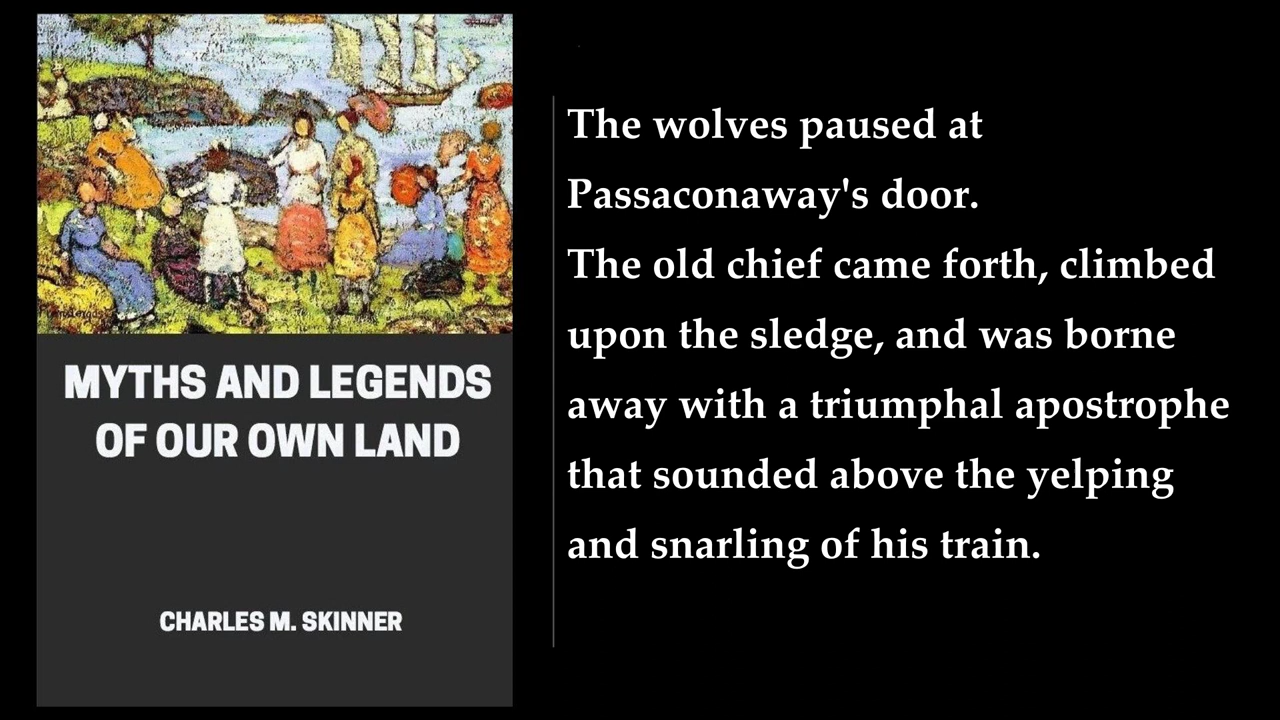 MYTHS AND LEGENDS
OF OUR OWN LAND
CHARLES M. SKINNER
The wolves paused at
Passaconaway's door.
The old chief came forth, climbed
upon the sledge, and was borne
away with a triumphal apostrophe
that sounded above the yelping
and snarling of his train.